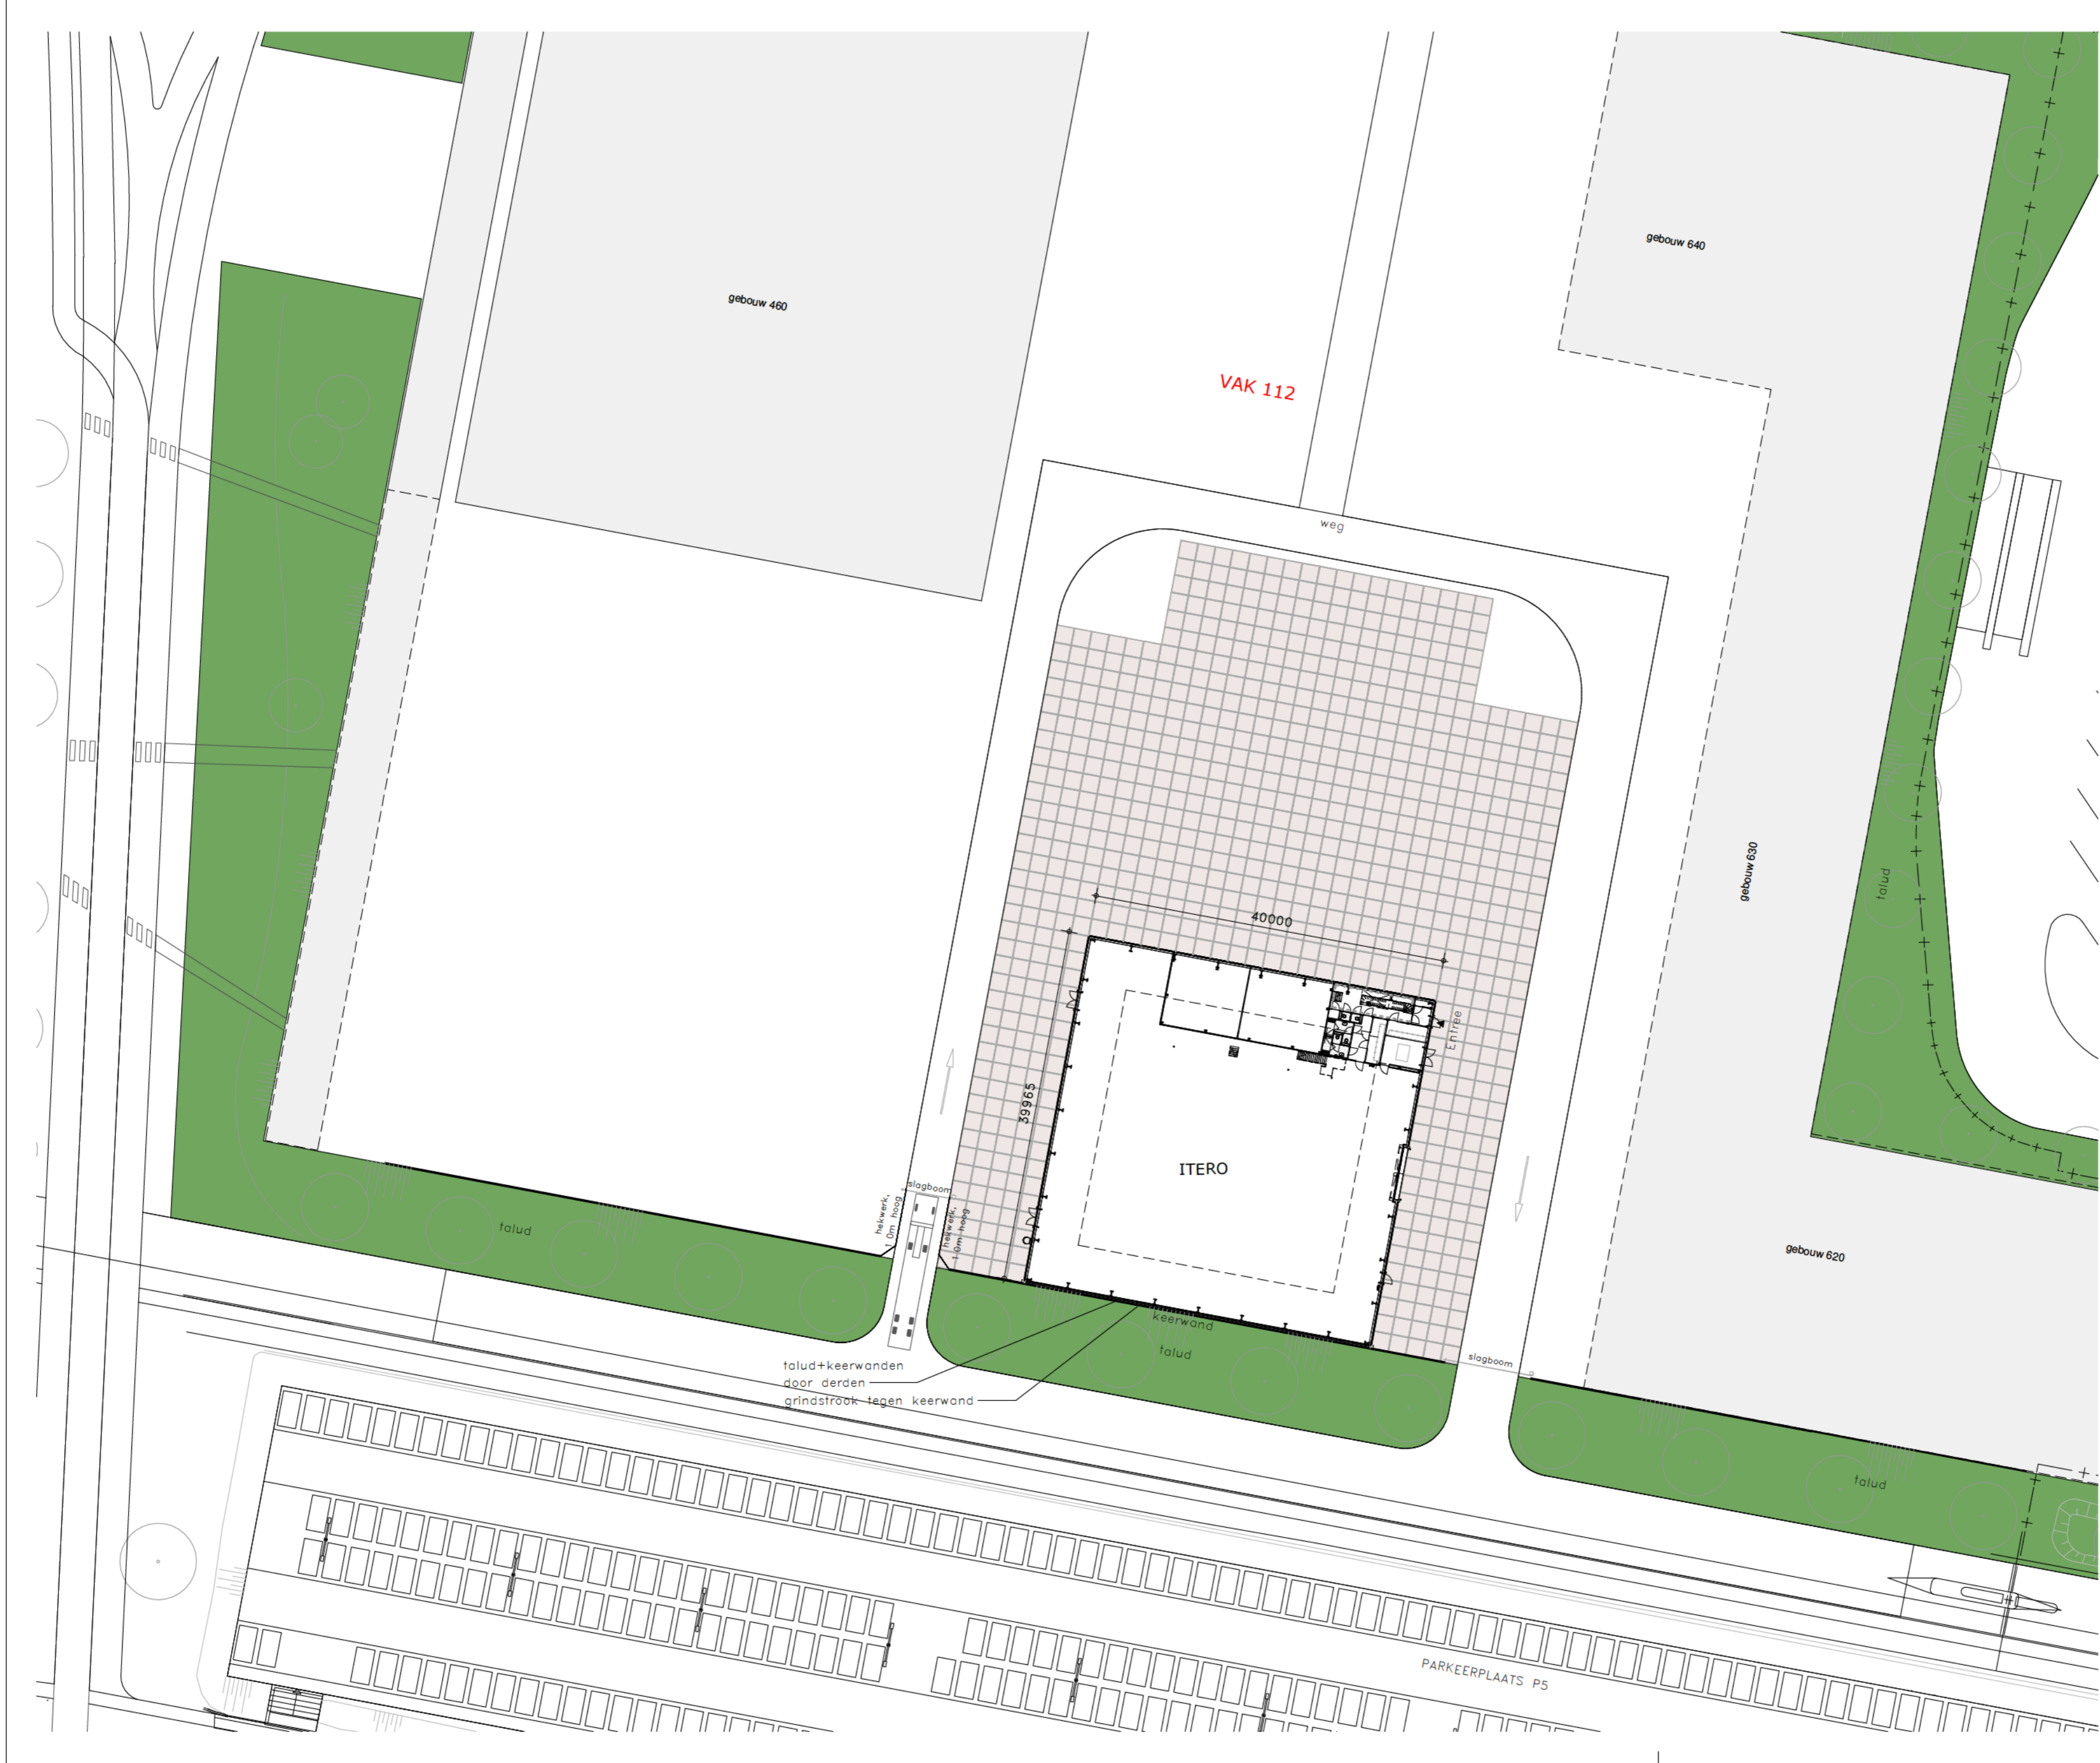 gebouw 640
gebouw 460
VAK 112
weg
gebouw 630
talud
40000
Entree
39965
ITERO
slagboom
hekwerk,
1.0m hoog
hekwerk,
1.0m hoog
talud
gebouw 620
keerwand
talud
slagboom
talud+keerwanden
door derden
grindstrook tegen keerwand
talud
PARKEERPLAATS P5